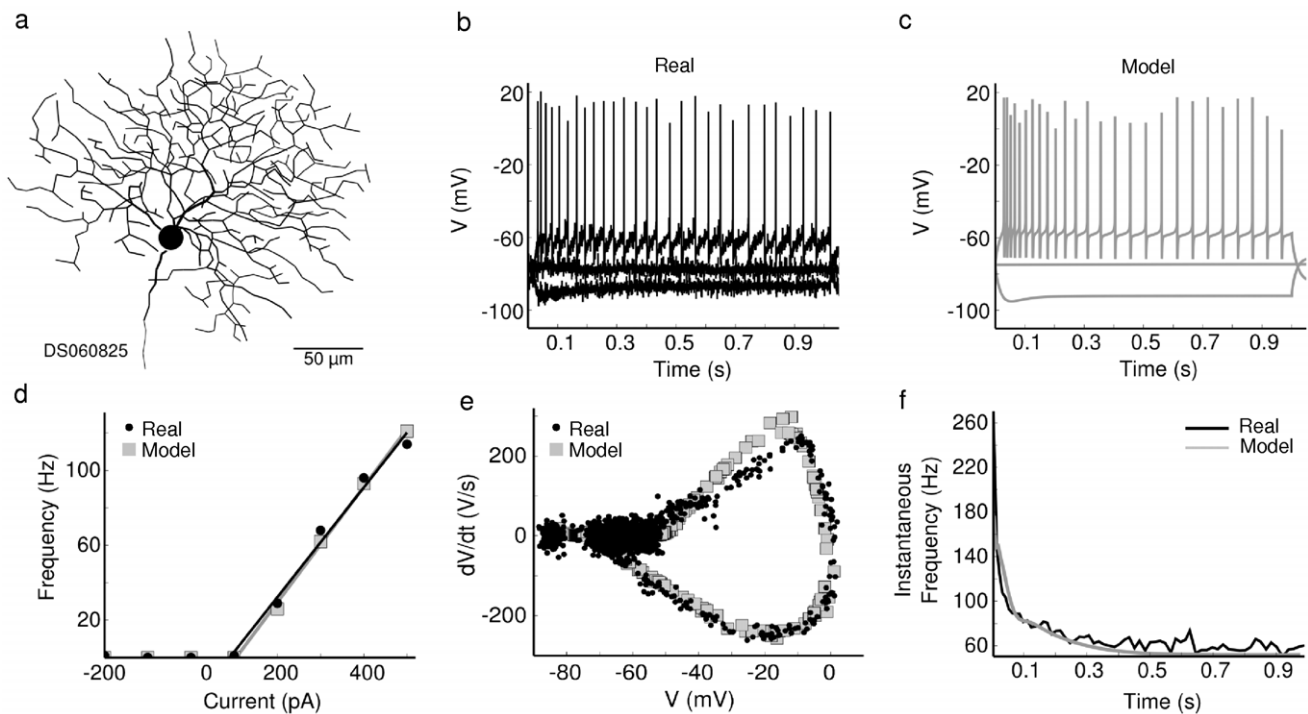 a
DS060825
50 µm
b
Real
V (mV)
20
-20
-60
-100
0.1 0.3 0.5 0.7 0.9
Time (s)
c
Model
V (mV)
20
-20
-60
-100
0.1 0.3 0.5 0.7 0.9
Time (s)
d
Real
Model
Frequency (Hz)
100
60
20
-200 0 200 400
Current (pA)
e
Real
Model
dV/dt (V/s)
200
0
-200
-80 -60 -40 -20 0
V (mV)
f
Real
Model
Instantaneous
Frequency (Hz)
260
220
180
140
100
60
0.1 0.3 0.5 0.7 0.9
Time (s)